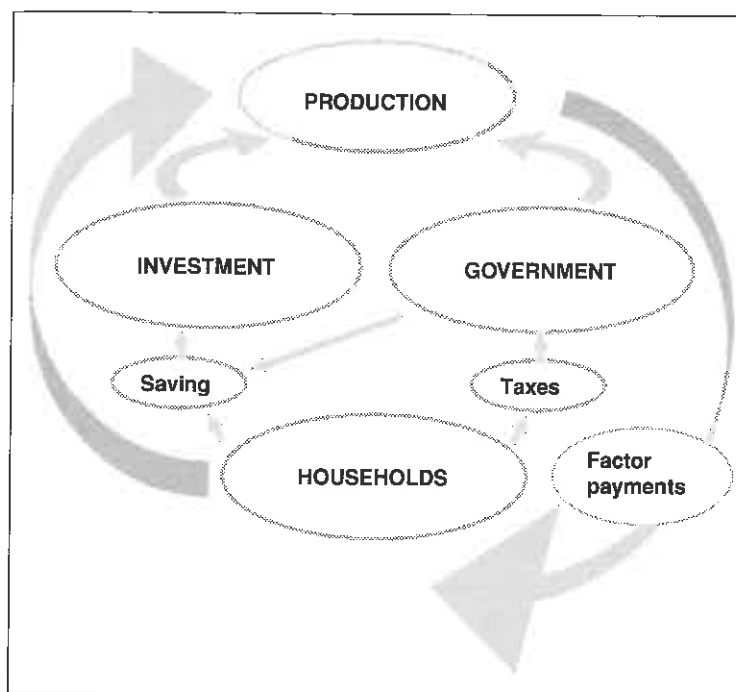 PRODUCTION
INVESTMENT
GOVERNMENT
Saving
Taxes
HOUSEHOLDS
Factor
payments